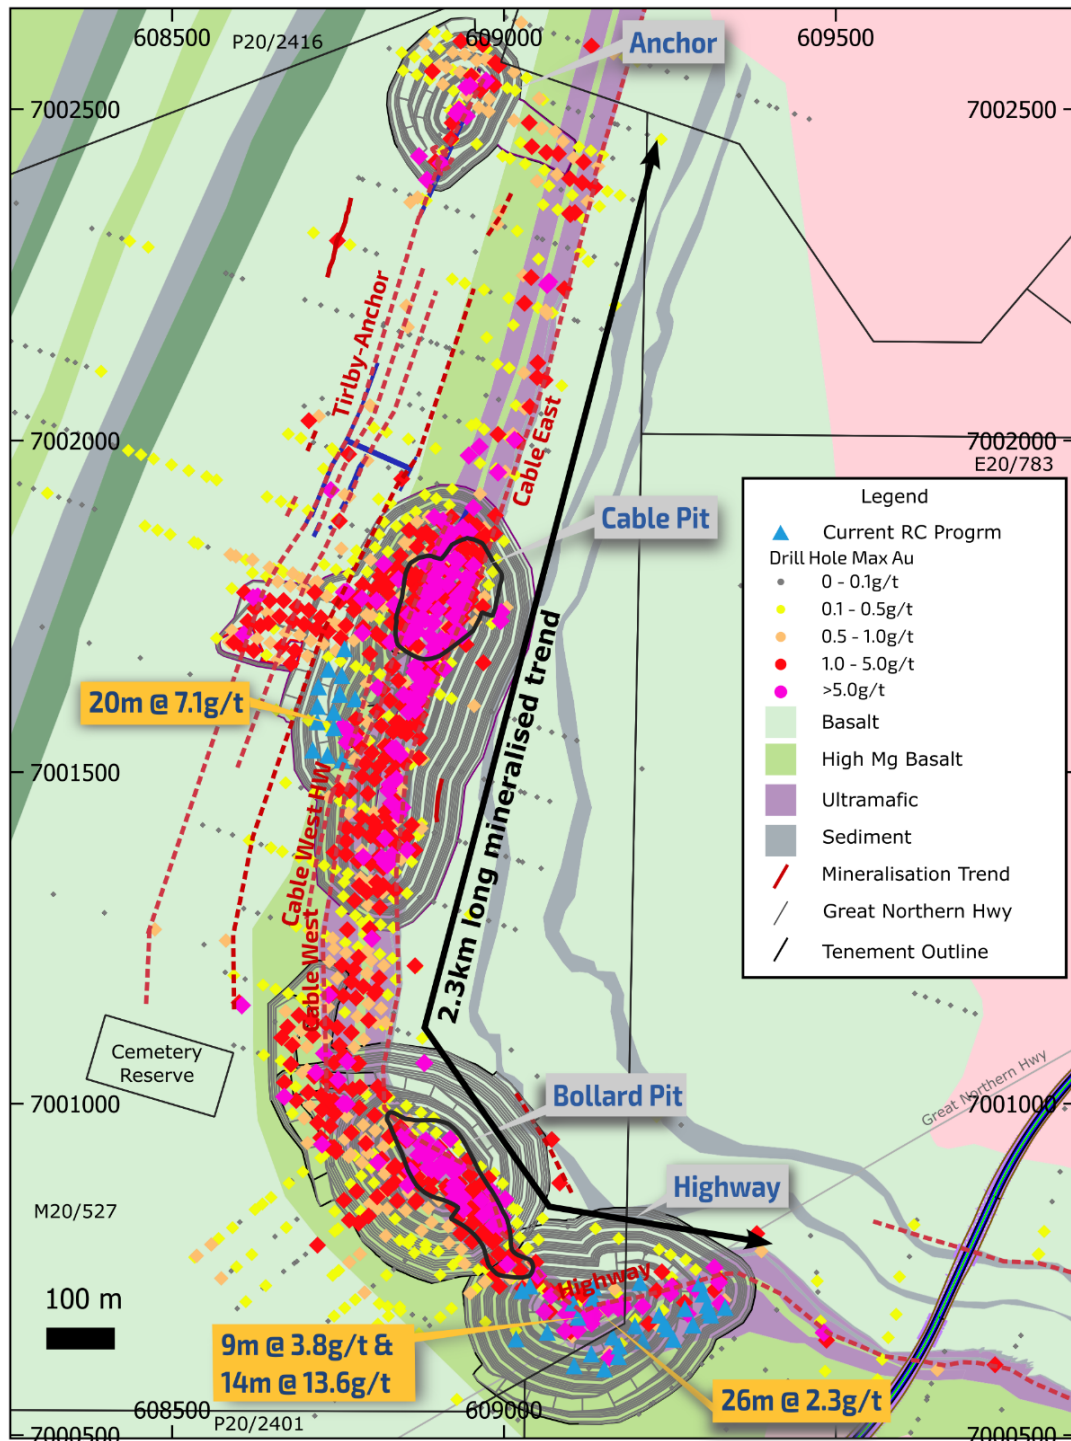 608500
609000
609500
P20/2416
Anchor
7002500
7002500
Tirlby-Anchor
Cable East
7002000
7002000
E20/783
Legend
Current RC Progrm
Drill Hole Max Au
0 - 0.1g/t
0.1 - 0.5g/t
0.5 - 1.0g/t
1.0 - 5.0g/t
>5.0g/t
Basalt
High Mg Basalt
Ultramafic
Sediment
Mineralisation Trend
Great Northern Hwy
Tenement Outline
Cable Pit
20m @ 7.1g/t
2.3km long mineralised trend
7001500
Cable West HW
Cable West
Cemetery
Reserve
Great Northern Hwy
7001000
7001000
Bollard Pit
Highway
M20/527
Highway
100 m
9m @ 3.8g/t &
14m @ 13.6g/t
26m @ 2.3g/t
608500
609000
P20/2401
7000500
7000500